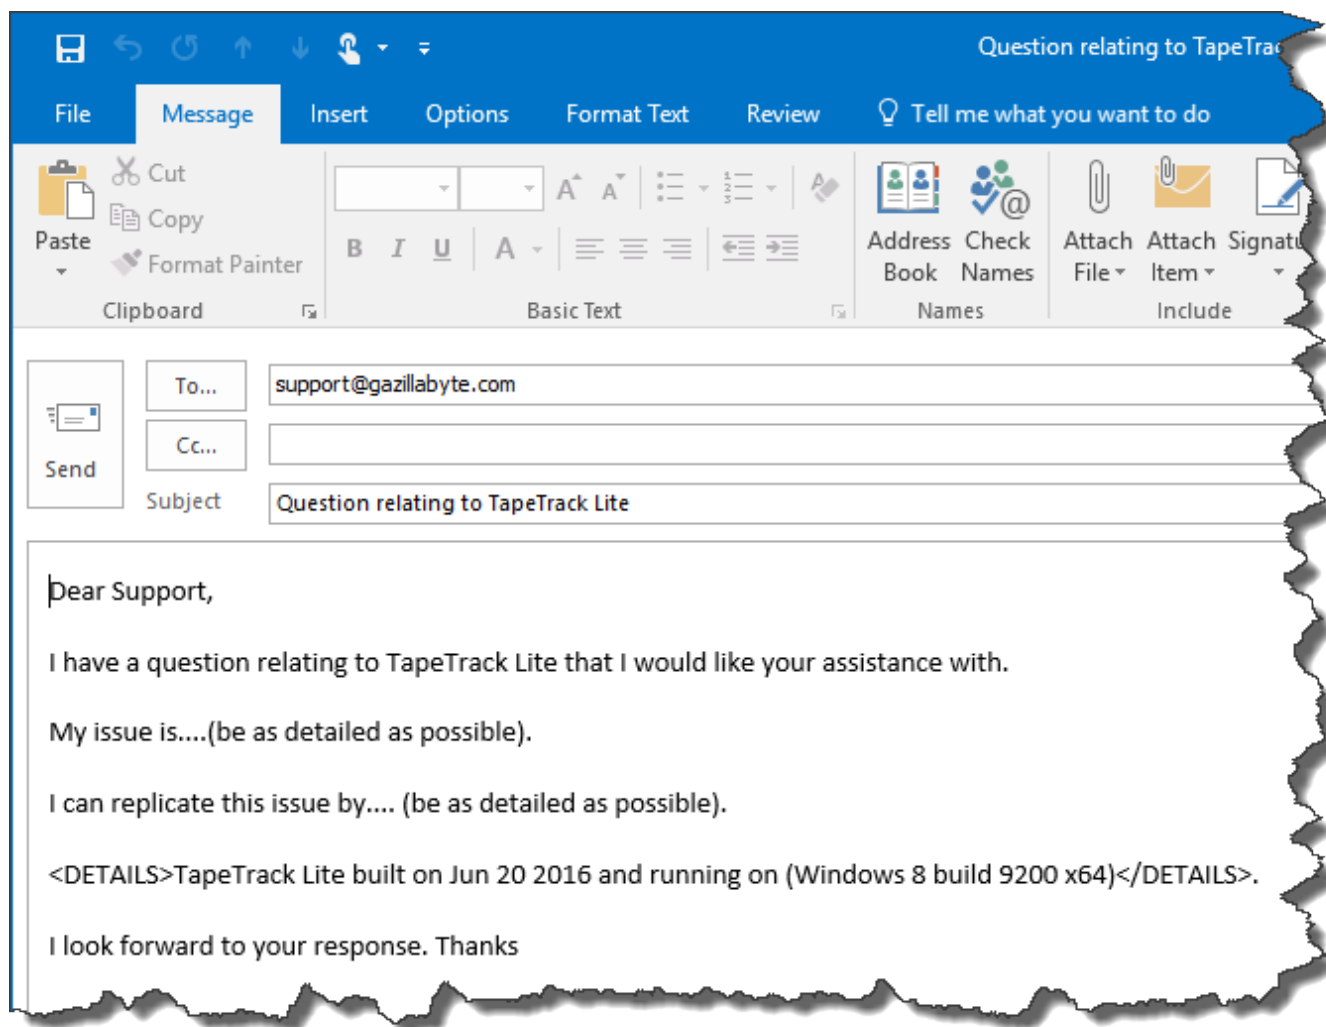 Question relating to TapeTrac
File Message Insert Options Format Text Review Tell me what you want to do
Paste
Cut
Copy
Format Painter
Clipboard
B I U A
Basic Text
Address Book
Check Names
Names
Attach File
Attach Item
Signatu
Include
Send
To... support@gazillabyte.com
Cc...
Subject Question relating to TapeTrack Lite
Dear Support,
I have a question relating to TapeTrack Lite that I would like your assistance with.
My issue is....(be as detailed as possible).
I can replicate this issue by.... (be as detailed as possible).
<DETAILS>TapeTrack Lite built on Jun 20 2016 and running on (Windows 8 build 9200 x64)</DETAILS>.
I look forward to your response. Thanks